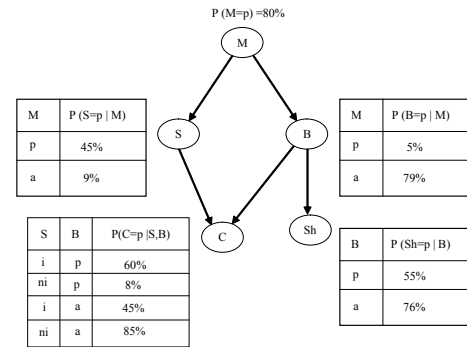 P (M=p) =80%
M
M P (S=p | M)
p 45%
a 9%
S
B
M P (B=p | M)
p 5%
a 79%
S B P(C=p |S,B)
i p 60%
ni p 8%
i a 45%
ni a 85%
C
Sh
B P (Sh=p | B)
p 55%
a 76%